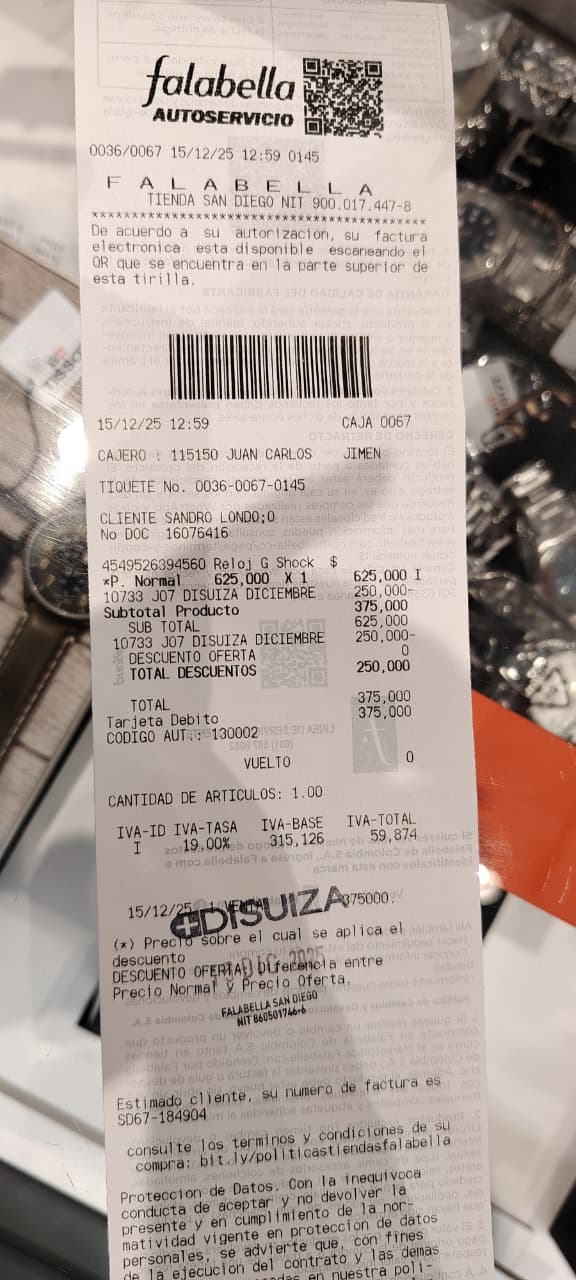 falabella
AUTOSERVICIO
0036/0067 15/12/25 12:59 0145
F A L A B E L L A
TIENDA SAN DIEGO NIT 900.017.447-8
******************************************
De acuerdo a su autorizacion, su factura
electronica esta disponible escaneando el
QR que se encuentra en la parte superior de
esta tirilla.
15/12/25 12:59 CAJA 0067
CAJERO : 115150 JUAN CARLOS JIMEN
TIQUETE No. 0036-0067-0145
CLIENTE SANDRO LONDO;O
No DOC 16076416
4549526394560 Reloj G Shock $
*P. Normal 625,000 X 1 625,000 I
10733 J07 DISUIZA DICIEMBRE 250,000-
Subtotal Producto 375,000
SUB TOTAL 625,000
10733 J07 DISUIZA DICIEMBRE 250,000-
DESCUENTO OFERTA 0
TOTAL DESCUENTOS 250,000
TOTAL 375,000
Tarjeta Debito 375,000
CODIGO AUT.: 130002
VUELTO 0
CANTIDAD DE ARTICULOS: 1.00
IVA-ID IVA-TASA IVA-BASE IVA-TOTAL
I 19.00% 315,126 59,874
15/12/25 1 VENTA 375000.
DISUIZA
(*) Precio sobre el cual se aplica el
descuento
DESCUENTO OFERTA: Diferencia entre
Precio Normal y Precio Oferta.
DIC 2025
FALABELLA SAN DIEGO
NIT 860501746-6
Estimado cliente, su numero de factura es
SD67-184904
consulte los terminos y condiciones de su
compra: bit.ly/politicastiendasfalabella
Proteccion de Datos. Con la inequivoca
conducta de aceptar y no devolver la
presente y en cumplimiento de la nor-
matividad vigente en proteccion de datos
personales, se advierte que, con fines
de la ejecucion del contrato y las demas
en nuestra poli-